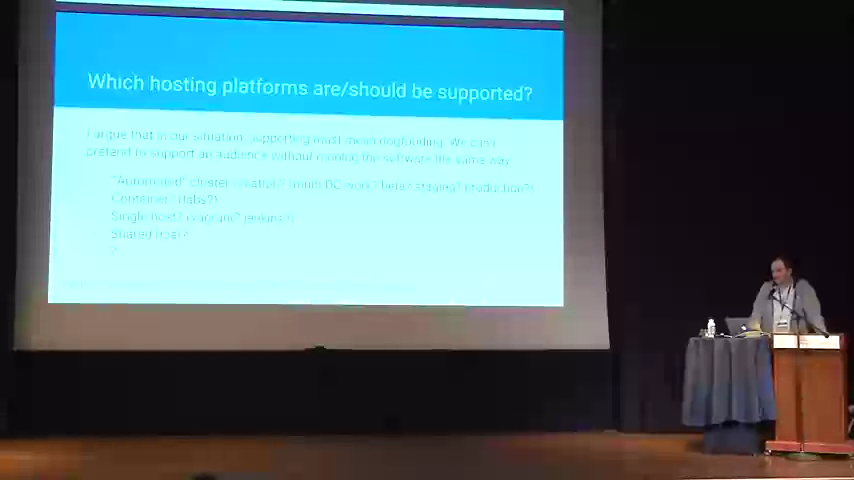 Which hosting platforms are/should be supported?
I argue that in our situation, supporting must mean dogfooding. We can't
pretend to support an audience without running the software the same way.
"Automated" cluster creation? (multi DC work? beta? staging? production?)
Container? (labs?)
Single host? (vagrant? jenkins?)
Shared host?
?